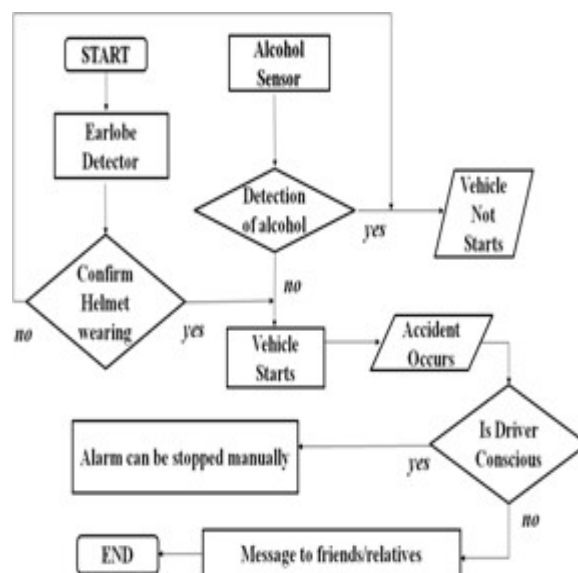 START
Alcohol
Sensor
Earlobe
Detector
Detection
of alcohol
yes
Vehicle
Not
Starts
no
Confirm
Helmet
wearing
no
yes
Vehicle
Starts
Accident
Occurs
Is Driver
Conscious
yes
no
Alarm can be stopped manually
Message to friends/relatives
END